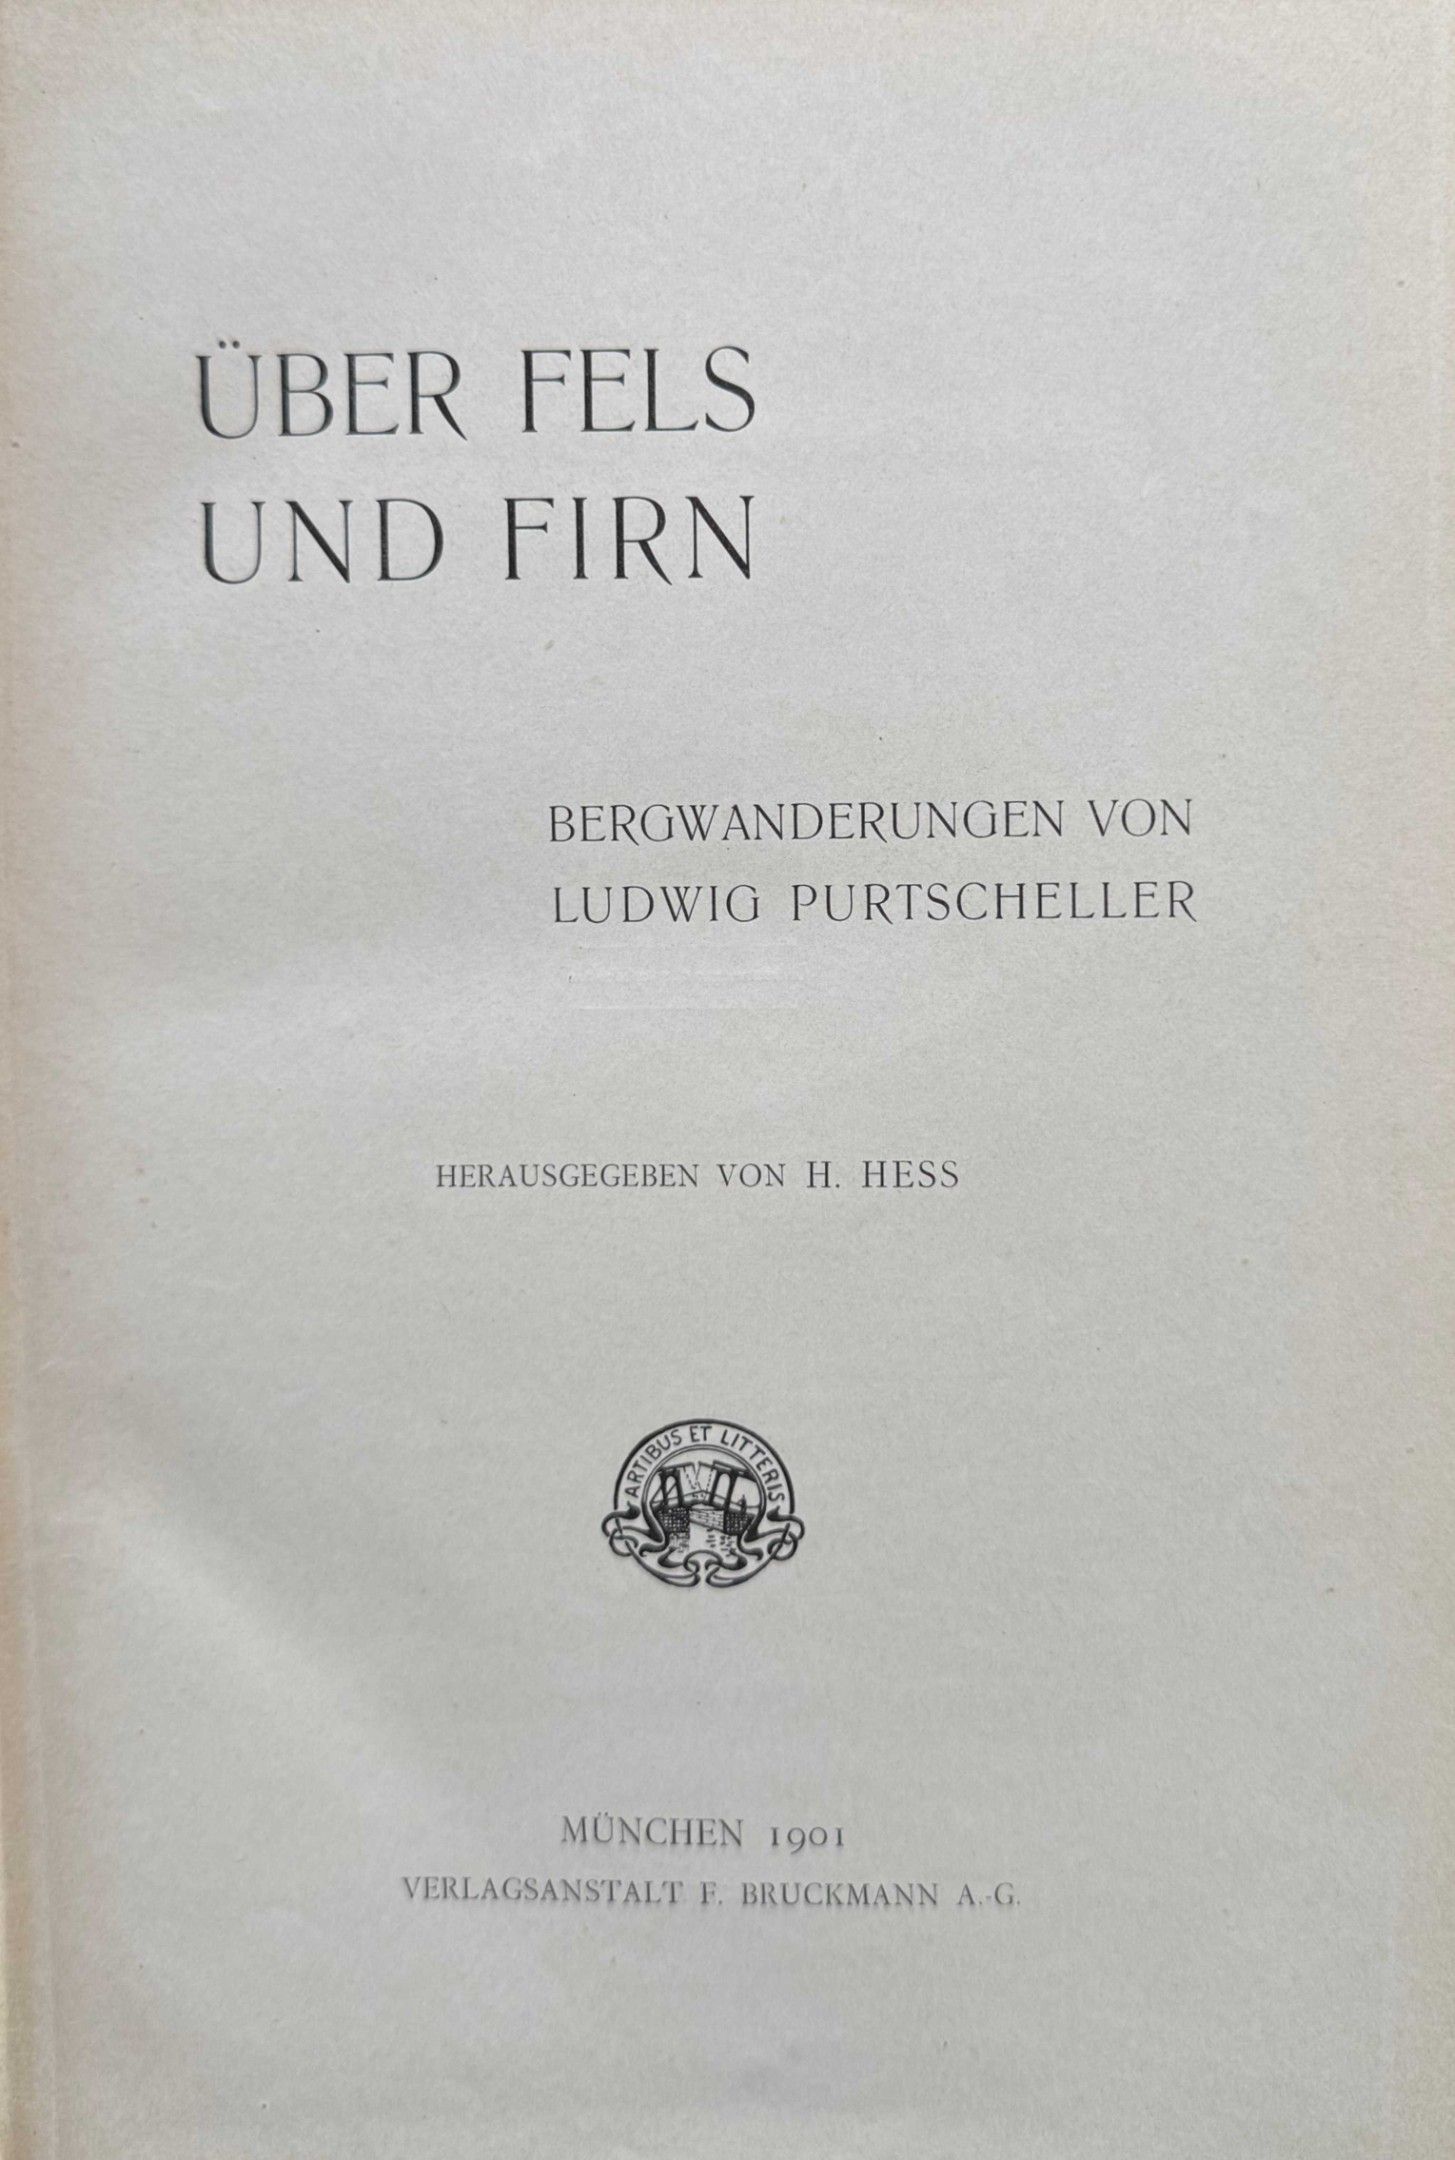 ÜBER FELS
UND FIRN
BERGWANDERUNGEN VON
LUDWIG PURTSCHELLER
HERAUSGEGEBEN VON H. HESS
ARTIBUS ET LITTERIS
MÜNCHEN 1901
VERLAGSANSTALT F. BRUCKMANN A.-G.